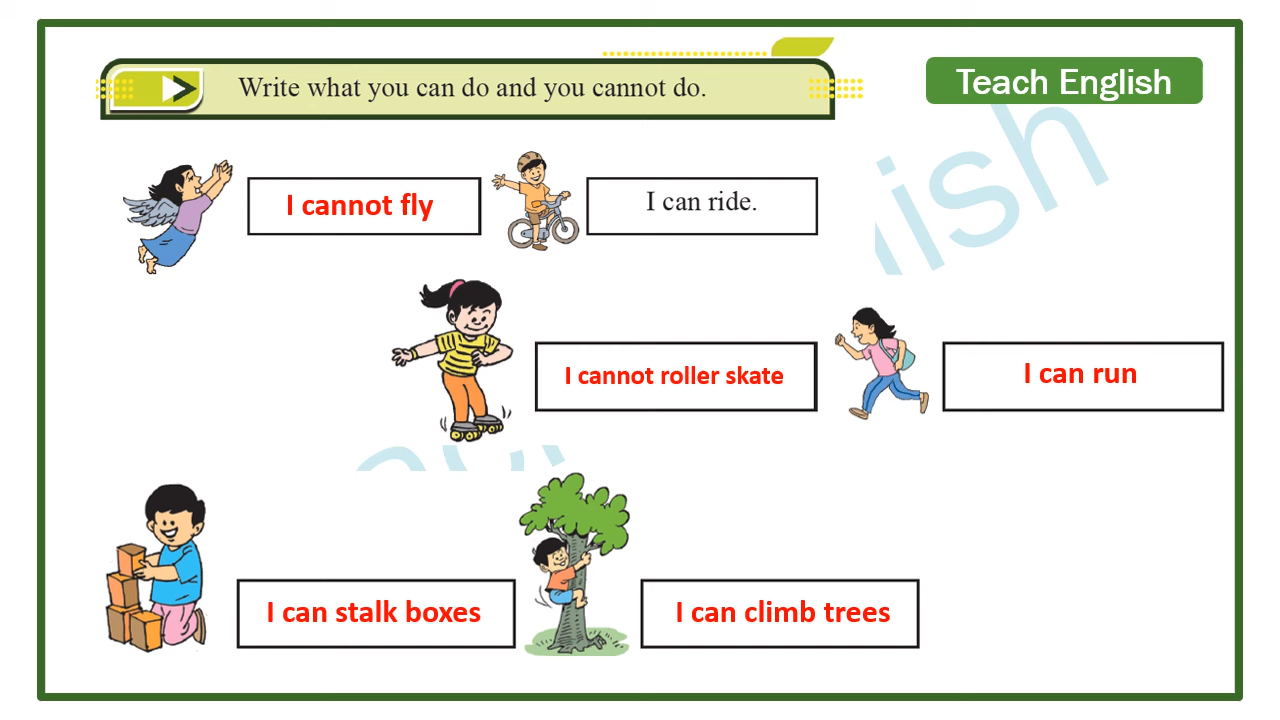 Write what you can do and you cannot do.
Teach English
I cannot fly
I can ride.
I cannot roller skate
I can run
I can stalk boxes
I can climb trees